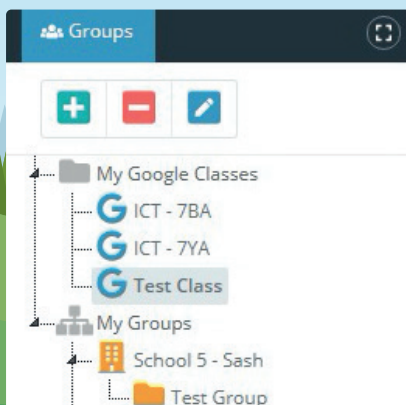 Groups
My Google Classes
ICT - 7BA
ICT - 7YA
Test Class
My Groups
School 5 - Sash
Test Group